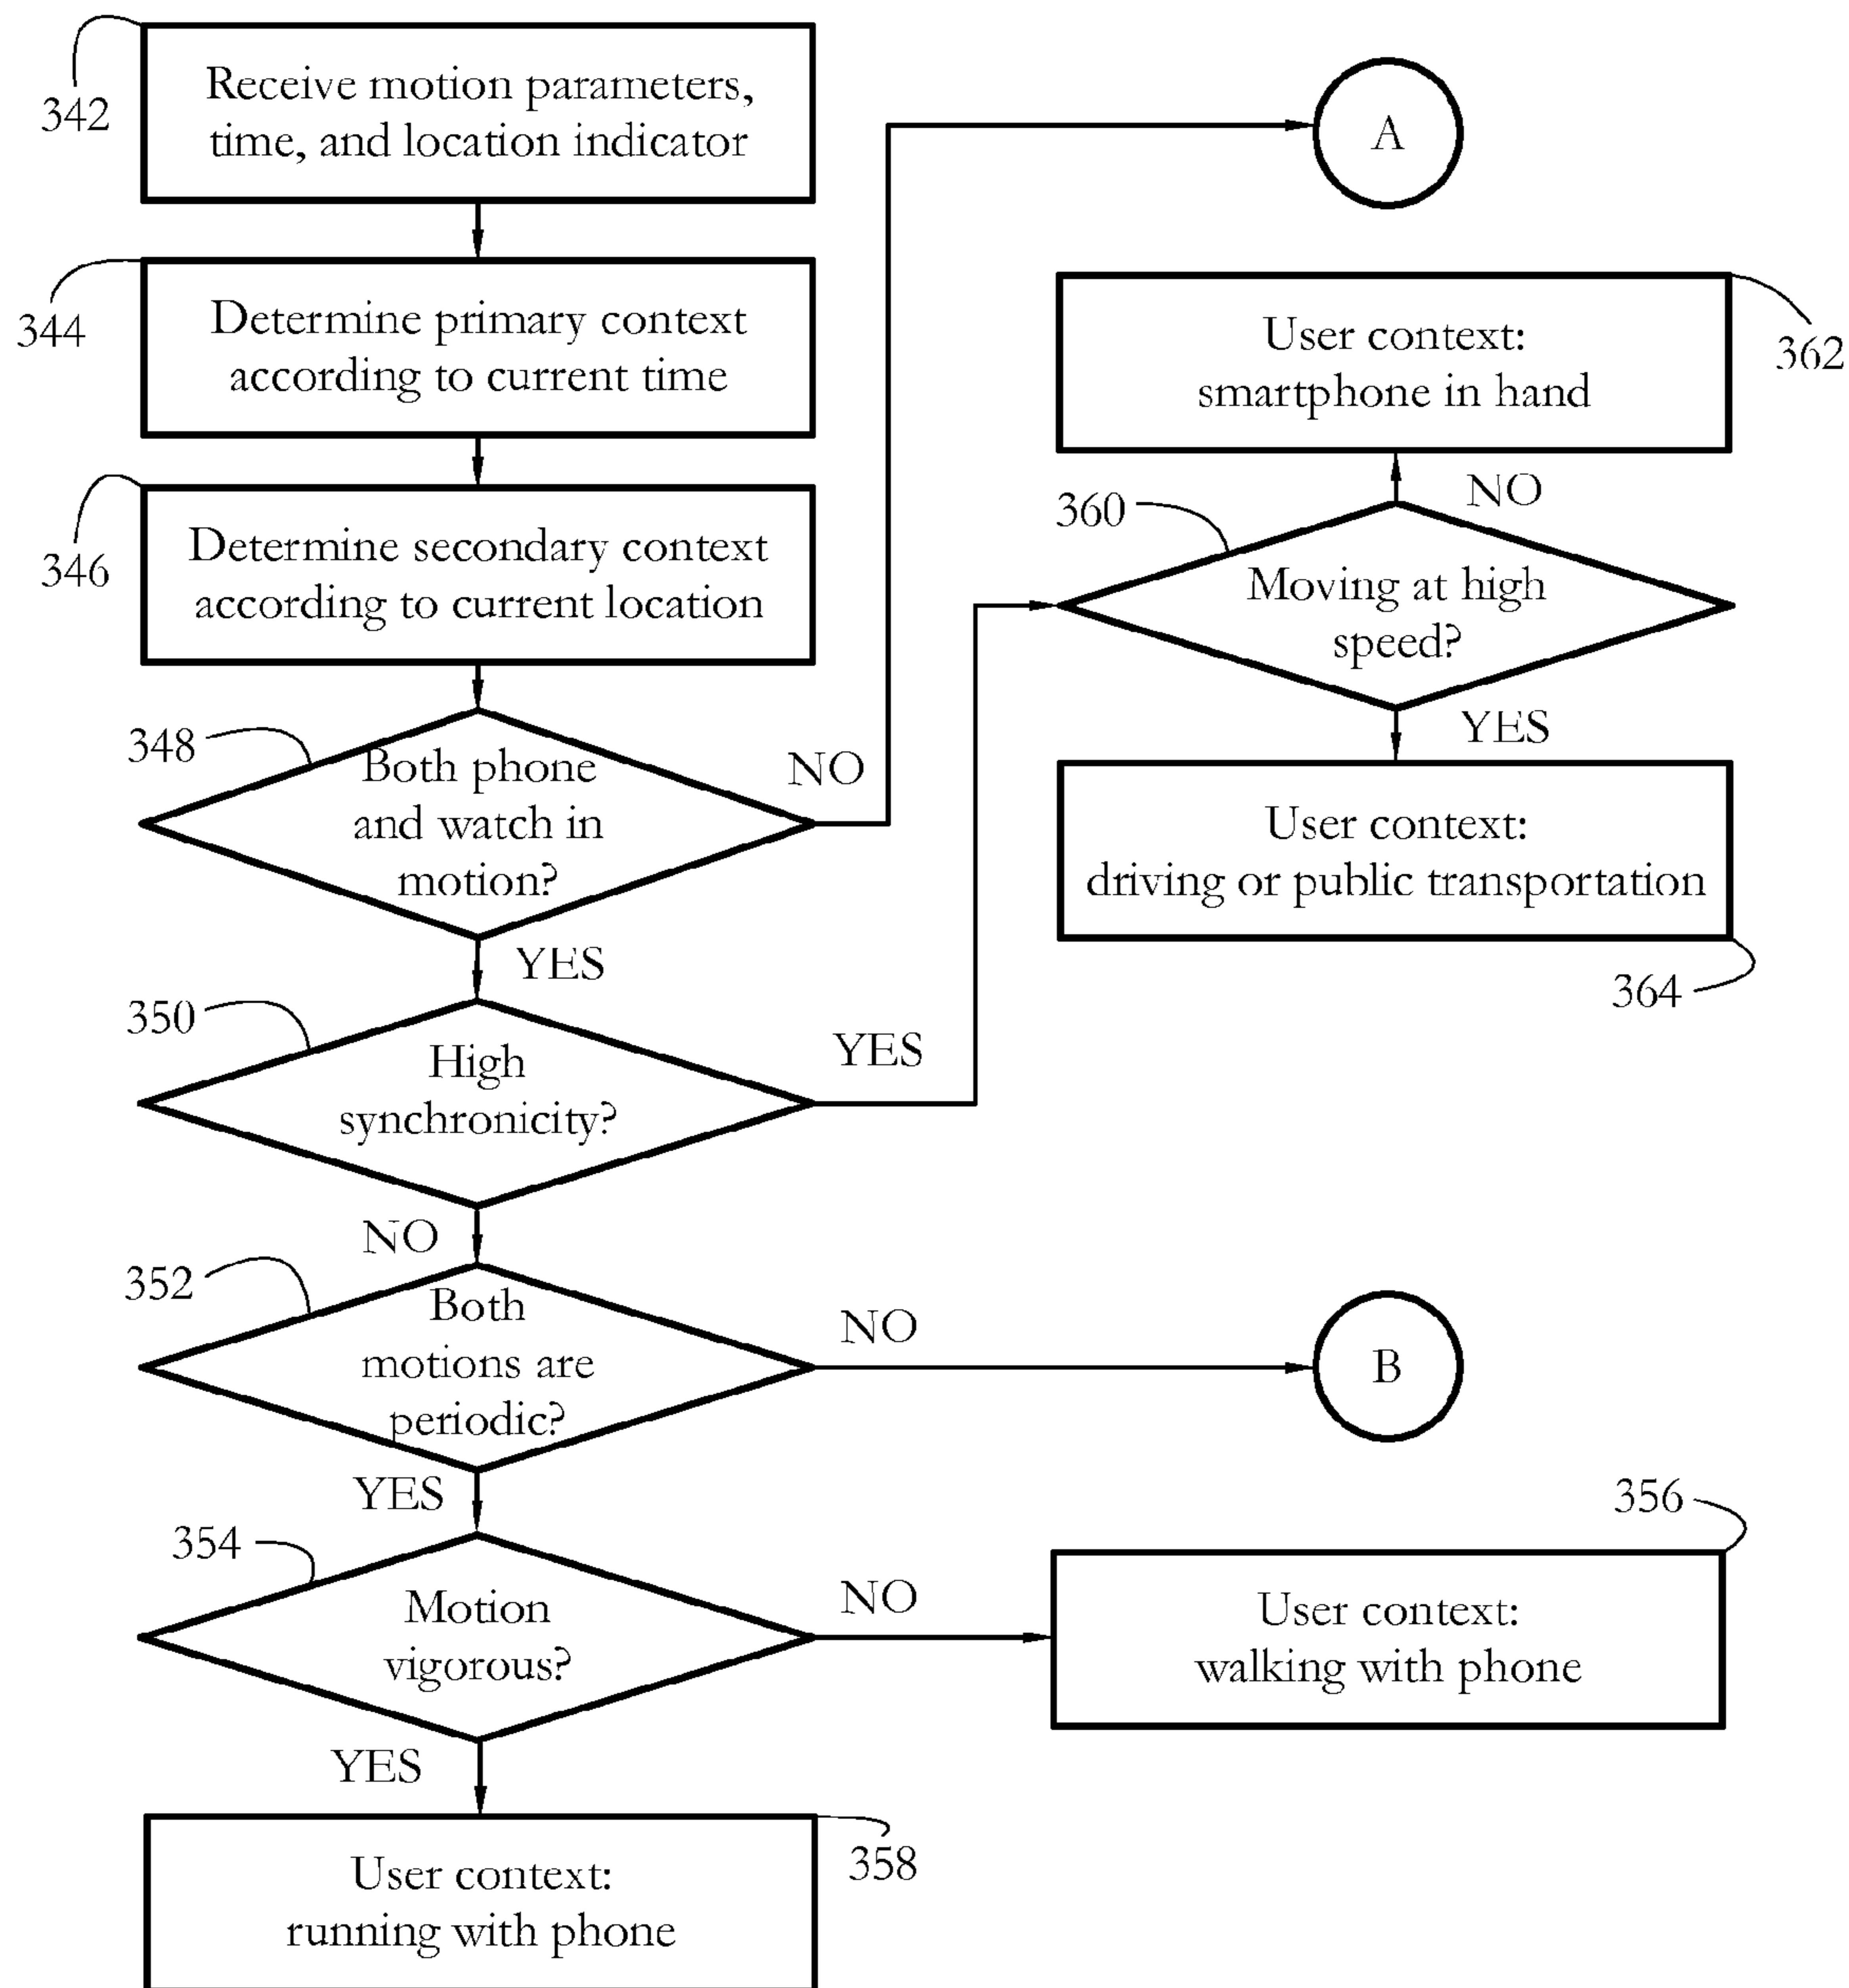 342
Receive motion parameters,
time, and location indicator
A
344
Determine primary context
according to current time
362
User context:
smartphone in hand
346
Determine secondary context
according to current location
360
NO
Moving at high
speed?
YES
348
Both phone
and watch in
motion?
NO
YES
User context:
driving or public transportation
364
350
High
synchronicity?
YES
NO
352
Both
motions are
periodic?
NO
B
YES
354
Motion
vigorous?
NO
356
User context:
walking with phone
YES
358
User context:
running with phone